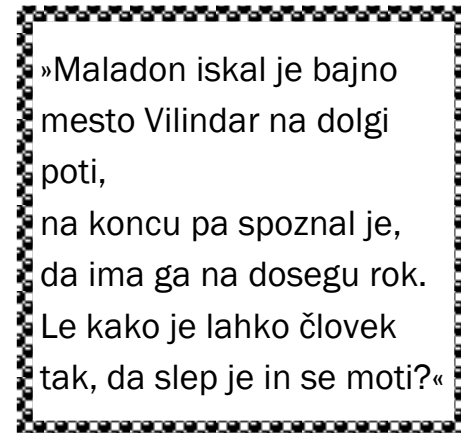 »Maladon iskal je bajno
mesto Vilindar na dolgi
poti,
na koncu pa spoznal je,
da ima ga na dosegu rok.
Le kako je lahko človek
tak, da slep je in se moti?«